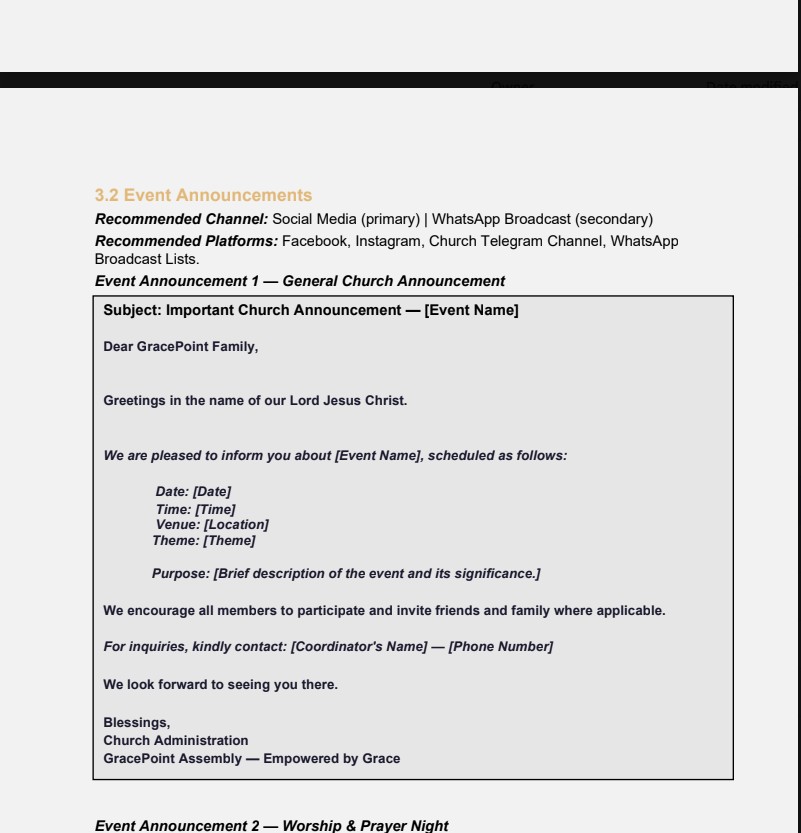 Owner
3.2 Event Announcements
Recommended Channel: Social Media (primary) | WhatsApp Broadcast (secondary)
Recommended Platforms: Facebook, Instagram, Church Telegram Channel, WhatsApp
Broadcast Lists.
Event Announcement 1 — General Church Announcement
Subject: Important Church Announcement — [Event Name]
Dear GracePoint Family,
Greetings in the name of our Lord Jesus Christ.
We are pleased to inform you about [Event Name], scheduled as follows:
Date: [Date]
Time: [Time]
Venue: [Location]
Theme: [Theme]
Purpose: [Brief description of the event and its significance.]
We encourage all members to participate and invite friends and family where applicable.
For inquiries, kindly contact: [Coordinator's Name] — [Phone Number]
We look forward to seeing you there.
Blessings,
Church Administration
GracePoint Assembly — Empowered by Grace
Event Announcement 2 — Worship & Prayer Night